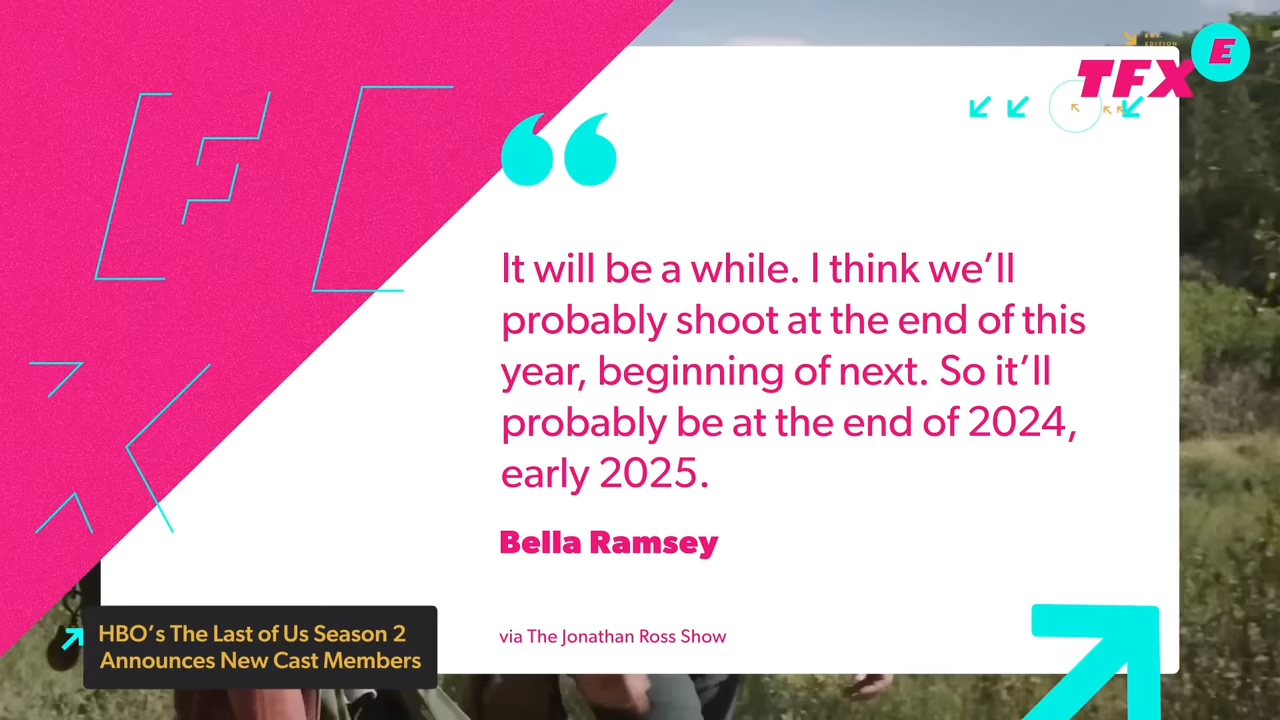 THE
EDITION
TFX
E
It will be a while. I think we’ll
probably shoot at the end of this
year, beginning of next. So it’ll
probably be at the end of 2024,
early 2025.
Bella Ramsey
via The Jonathan Ross Show
HBO’s The Last of Us Season 2
Announces New Cast Members